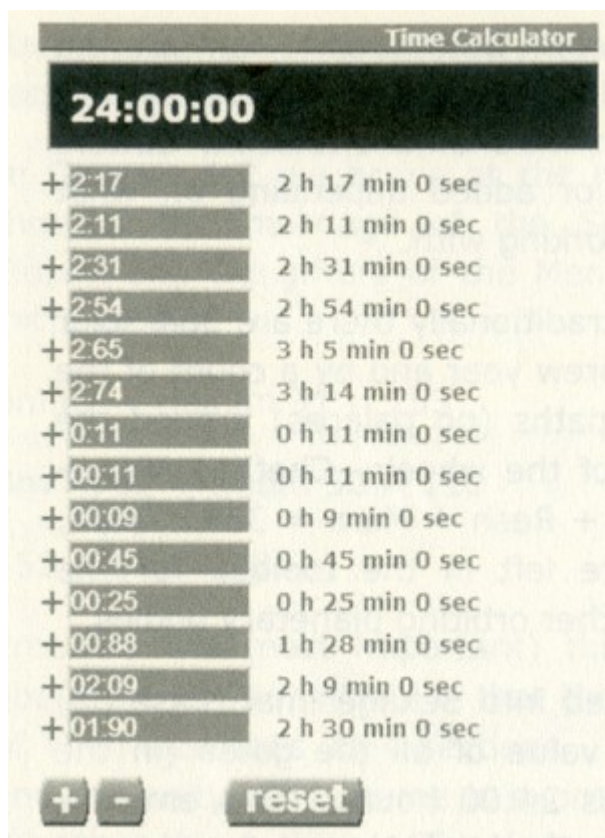 Time Calculator
24:00:00
+ 2:17 2 h 17 min 0 sec
+ 2:11 2 h 11 min 0 sec
+ 2:31 2 h 31 min 0 sec
+ 2:54 2 h 54 min 0 sec
+ 2:65 3 h 5 min 0 sec
+ 2:74 3 h 14 min 0 sec
+ 0:11 0 h 11 min 0 sec
+ 00:11 0 h 11 min 0 sec
+ 00:09 0 h 9 min 0 sec
+ 00:45 0 h 45 min 0 sec
+ 00:25 0 h 25 min 0 sec
+ 00:88 1 h 28 min 0 sec
+ 02:09 2 h 9 min 0 sec
+ 01:90 2 h 30 min 0 sec
+ - reset